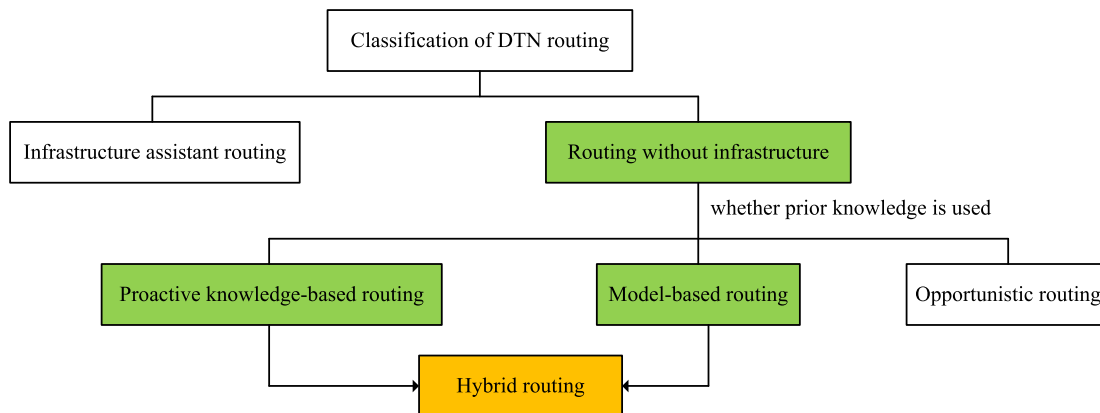 Classification of DTN routing
Infrastructure assistant routing
Routing without infrastructure
whether prior knowledge is used
Proactive knowledge-based routing
Model-based routing
Opportunistic routing
Hybrid routing